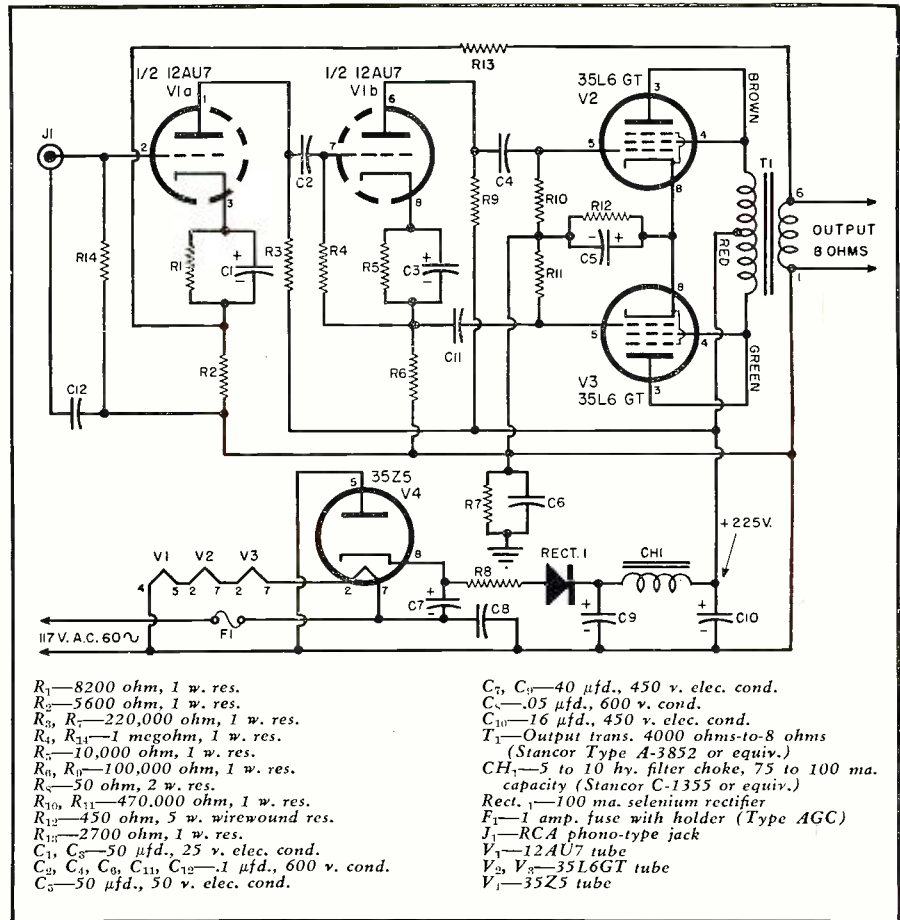 R13
1/2 12AU7
V1a
1/2 12AU7
V1b
35L6 GT
V2
BROWN
J1
1
2
3
6
7
8
3
5
4
8
T1
C2
C4
R14
R1
C1
R3
R4
R5
C3
R9
R10
R12
C5
R11
RED
6
OUTPUT
8 OHMS
1
C12
R2
R6
C11
5
8
4
3
V3
35L6 GT
GREEN
35Z5
V4
5
8
R7
C6
+225V.
V1
V2
V3
4
5
2
7
2
7
2
7
R8
RECT. 1
CH1
C7
C8
C9
C10
117 V. A.C. 60~
F1
R1—8200 ohm, 1 w. res.
R2—5600 ohm, 1 w. res.
R3, R7—220,000 ohm, 1 w. res.
R4, R14—1 megohm, 1 w. res.
R5—10,000 ohm, 1 w. res.
R6, R9—100,000 ohm, 1 w. res.
R8—50 ohm, 2 w. res.
R10, R11—470.000 ohm, 1 w. res.
R12—450 ohm, 5 w. wirewound res.
R13—2700 ohm, 1 w. res.
C1, C3—50 μfd., 25 v. elec. cond.
C2, C4, C6, C11, C12—.1 μfd., 600 v. cond.
C5—50 μfd., 50 v. elec. cond.
C7, C9—40 μfd., 450 v. elec. cond.
C8—.05 μfd., 600 v. cond.
C10—16 μfd., 450 v. elec. cond.
T1—Output trans. 4000 ohms-to-8 ohms
(Stancor Type A-3852 or equiv.)
CH1—5 to 10 hy. filter choke, 75 to 100 ma.
capacity (Stancor C-1355 or equiv.)
Rect. 1—100 ma. selenium rectifier
F1—1 amp. fuse with holder (Type AGC)
J1—RCA phono-type jack
V1—12AU7 tube
V2, V3—35L6GT tube
V4—35Z5 tube